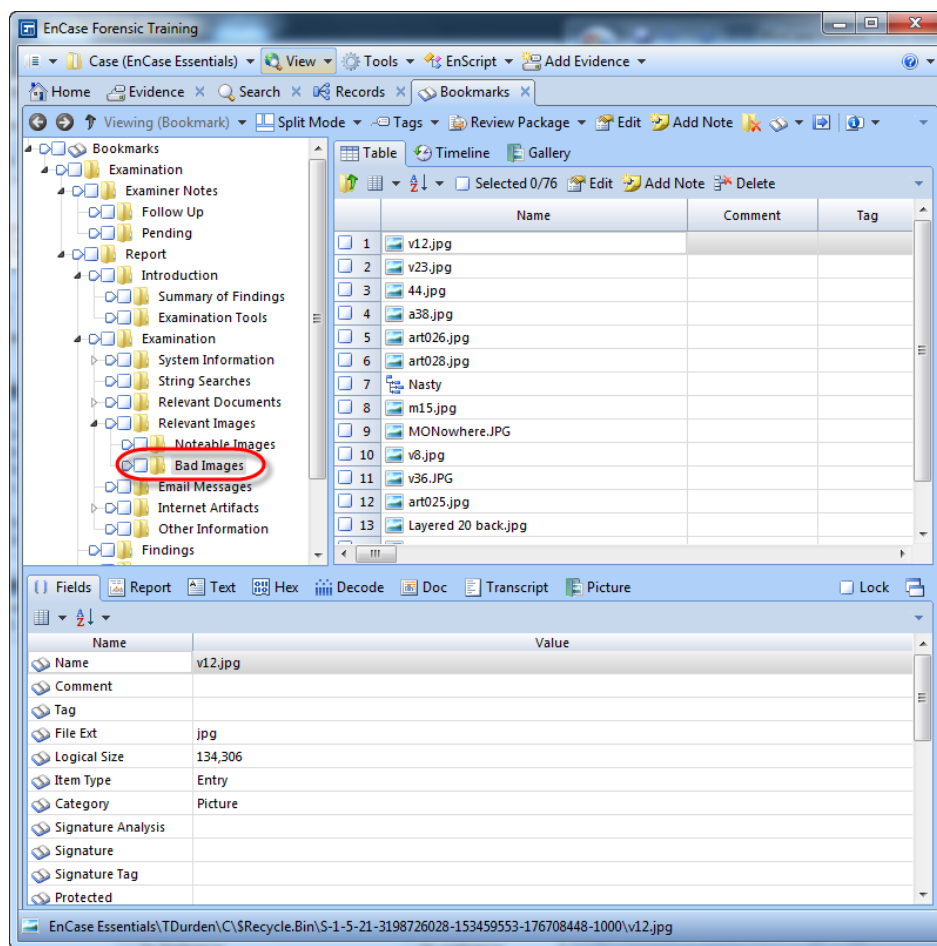 EnCase Forensic Training
Case (EnCase Essentials) View Tools EnScript Add Evidence
Home Evidence Search Records Bookmarks
Viewing (Bookmark) Split Mode Tags Review Package Edit Add Note
Bookmarks
Examination
Examiner Notes
Follow Up
Pending
Report
Introduction
Summary of Findings
Examination Tools
Examination
System Information
String Searches
Relevant Documents
Relevant Images
Noteable Images
Bad Images
Email Messages
Internet Artifacts
Other Information
Findings
Table Timeline Gallery
Selected 0/76 Edit Add Note Delete
Name Comment Tag
1 v12.jpg
2 v23.jpg
3 44.jpg
4 a38.jpg
5 art026.jpg
6 art028.jpg
7 Nasty
8 m15.jpg
9 MONowhere.JPG
10 v8.jpg
11 v36.JPG
12 art025.jpg
13 Layered 20 back.jpg
Fields Report Text Hex Decode Doc Transcript Picture Lock
Name Value
Name v12.jpg
Comment
Tag
File Ext jpg
Logical Size 134,306
Item Type Entry
Category Picture
Signature Analysis
Signature
Signature Tag
Protected
EnCase Essentials\TDurden\C\$Recycle.Bin\S-1-5-21-3198726028-153459553-176708448-1000\v12.jpg